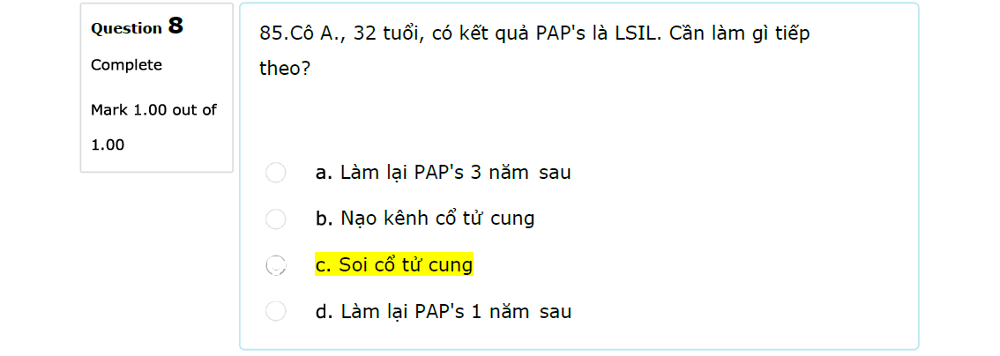 Question 8
Complete
Mark 1.00 out of
1.00
85.Cô A., 32 tuổi, có kết quả PAP's là LSIL. Cần làm gì tiếp
theo?
a. Làm lại PAP's 3 năm sau
b. Nạo kênh cổ tử cung
c. Soi cổ tử cung
d. Làm lại PAP's 1 năm sau